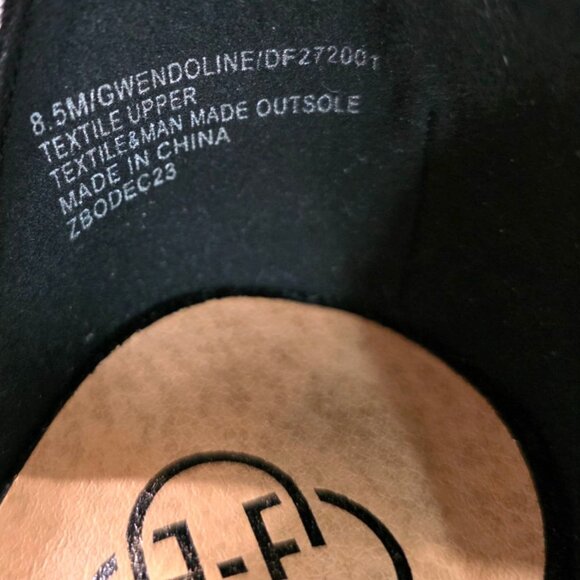 8.5M/GWENDOLINE/DF272001
TEXTILE UPPER
TEXTILE&MAN MADE OUTSOLE
MADE IN CHINA
ZBODEC23